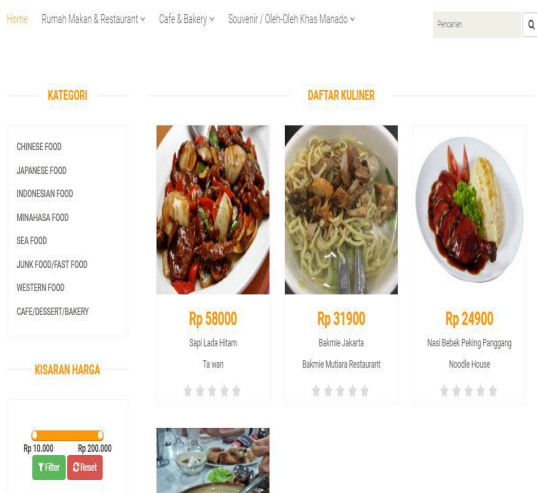 Home Rumah Makan & Restaurant Cafe & Bakery Souvenir / Oleh-Oleh Khas Manado Pencarian
KATEGORI
CHINESE FOOD
JAPANESE FOOD
INDONESIAN FOOD
MINAHASA FOOD
SEA FOOD
JUNK FOOD/FAST FOOD
WESTERN FOOD
CAFE/DESSERT/BAKERY
KISARAN HARGA
Rp 10.000 Rp 200.000
Filter Reset
DAFTAR KULINER
Rp 58000
Sapi Lada Hitam
Ta wan
Rp 31900
Bakmie Jakarta
Bakmie Mutiara Restaurant
Rp 24900
Nasi Bebek Peking Panggang
Noodle House